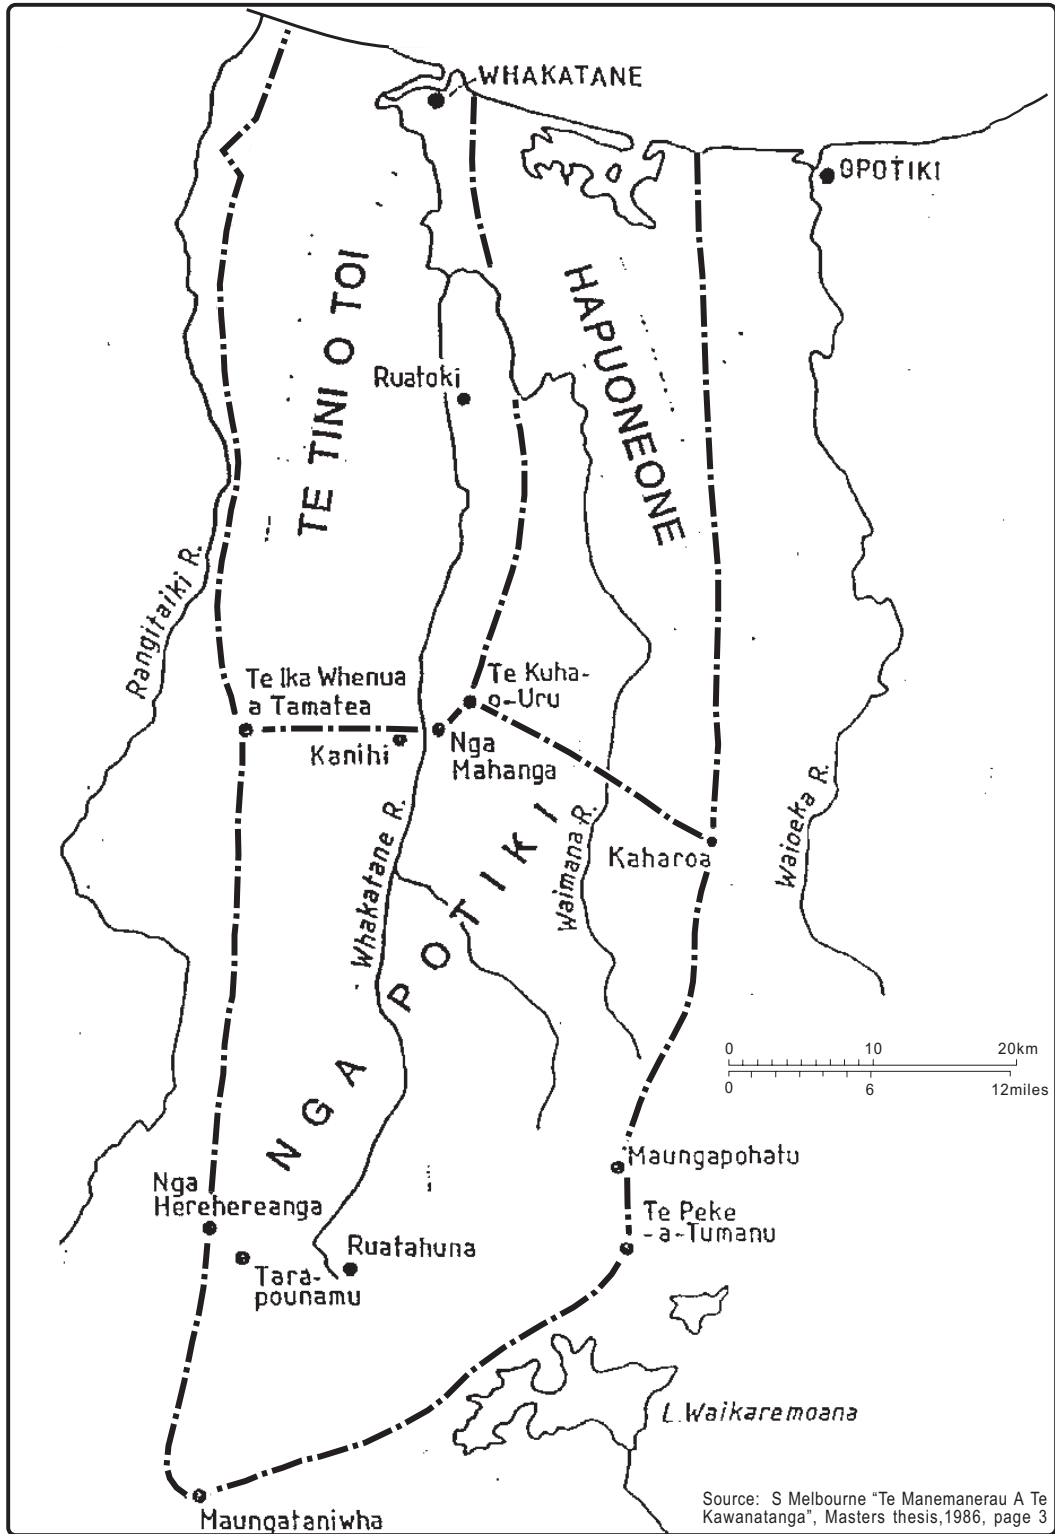 WHAKATANE
OPOTIKI
TE TINI O TOI
HAPUONEONE
Ruatoki
Rangitaiki R.
Te Ika Whenua
a Tamatea
Te Kuha-
o-Uru
Kanihi
Nga
Mahanga
Whakatane R.
Waimana R.
Waioeka R.
Kaharoa
NGA POTIKI
0 10 20km
0 6 12miles
Maungapohatu
Nga
Herehereanga
Te Peke
-a-Tumanu
Ruatahuna
Tara-
pounamu
L.Waikaremoana
Maungataniwha
Source: S Melbourne “Te Manemanerau A Te
Kawanatanga”, Masters thesis,1986, page 3